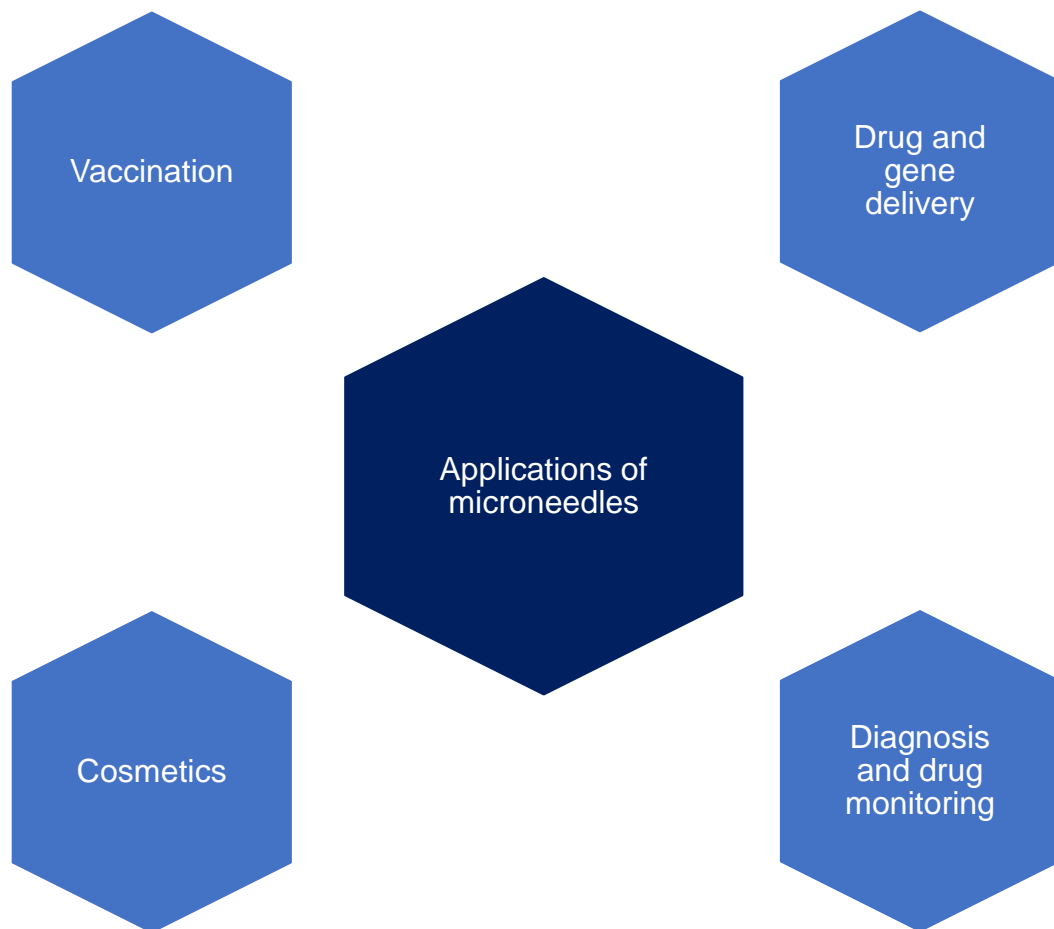 Vaccination
Drug and
gene
delivery
Applications of
microneedles
Cosmetics
Diagnosis
and drug
monitoring